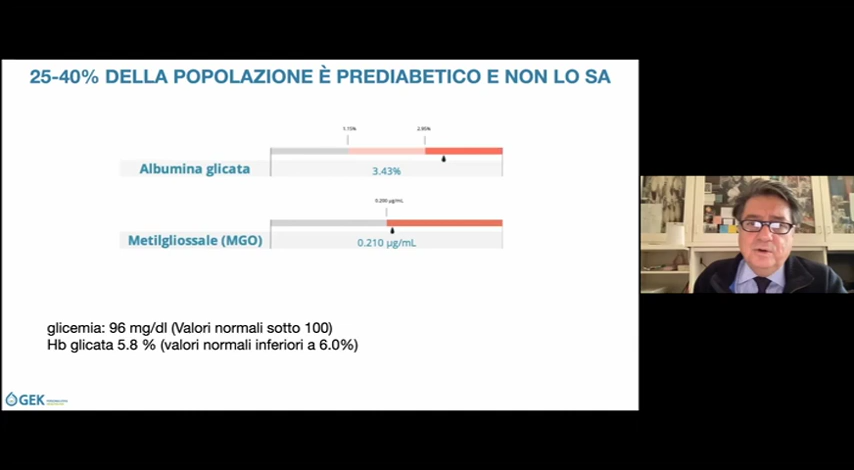 25-40% DELLA POPOLAZIONE È PREDIABETICO E NON LO SA
1.15% 2.95%
Albumina glicata
3.43%
0.200 µg/mL
Metilgliossale (MGO)
0.210 µg/mL
glicemia: 96 mg/dl (Valori normali sotto 100)
Hb glicata 5.8 % (valori normali inferiori a 6.0%)
GEK